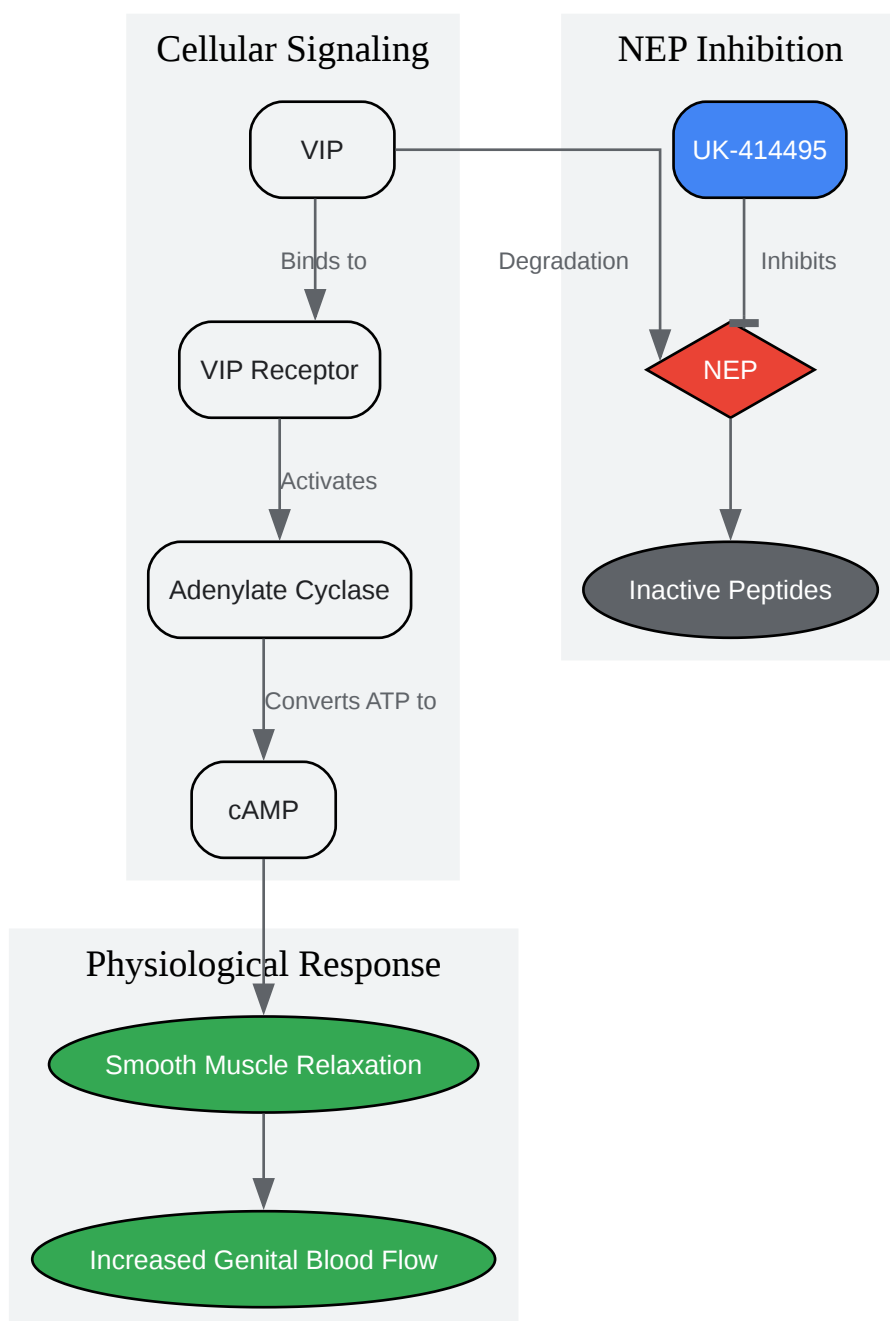 Cellular Signaling
NEP Inhibition
VIP
UK-414495
Binds to
Degradation
Inhibits
VIP Receptor
NEP
Activates
Adenylate Cyclase
Inactive Peptides
Converts ATP to
cAMP
Physiological Response
Smooth Muscle Relaxation
Increased Genital Blood Flow